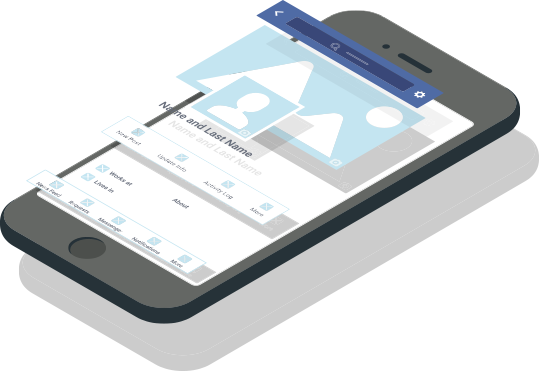 Name and Last Name
Name and Last Name
New Post
Update Info
Activity Log
More
Works at
Lives in
About
News Feed
Requests
Messenge
Notifications
More